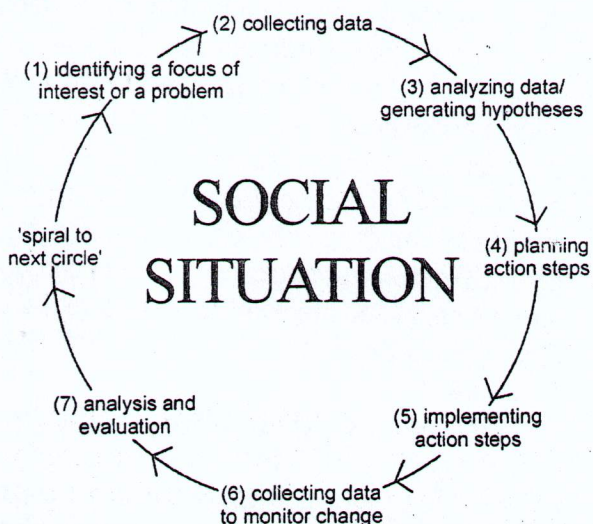 (1) identifying a focus of
interest or a problem
(2) collecting data
(3) analyzing data/
generating hypotheses
(4) planning
action steps
(5) implementing
action steps
(6) collecting data
to monitor change
(7) analysis and
evaluation
'spiral to
next circle'
SOCIAL
SITUATION